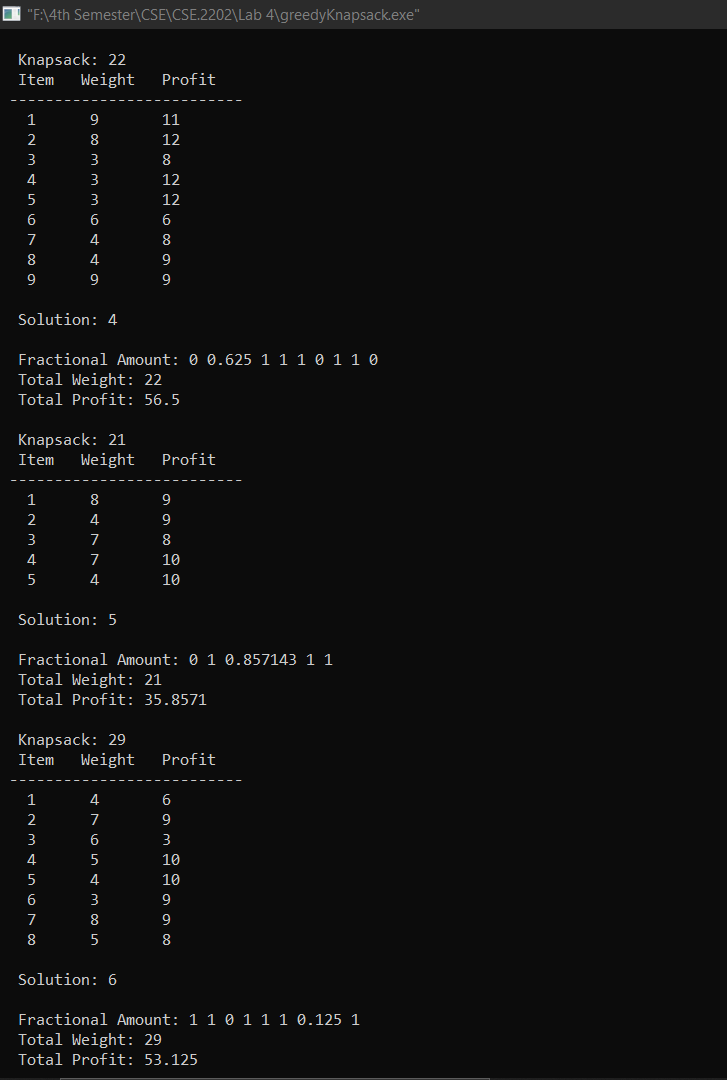 "F:\4th Semester\CSE\CSE.2202\Lab 4\greedyKnapsack.exe"
Knapsack: 22
Item Weight Profit
--------------------------
1 9 11
2 8 12
3 3 8
4 3 12
5 3 12
6 6 6
7 4 8
8 4 9
9 9 9
Solution: 4
Fractional Amount: 0 0.625 1 1 1 0 1 1 0
Total Weight: 22
Total Profit: 56.5
Knapsack: 21
Item Weight Profit
--------------------------
1 8 9
2 4 9
3 7 8
4 7 10
5 4 10
Solution: 5
Fractional Amount: 0 1 0.857143 1 1
Total Weight: 21
Total Profit: 35.8571
Knapsack: 29
Item Weight Profit
--------------------------
1 4 6
2 7 9
3 6 3
4 5 10
5 4 10
6 3 9
7 8 9
8 5 8
Solution: 6
Fractional Amount: 1 1 0 1 1 1 0.125 1
Total Weight: 29
Total Profit: 53.125